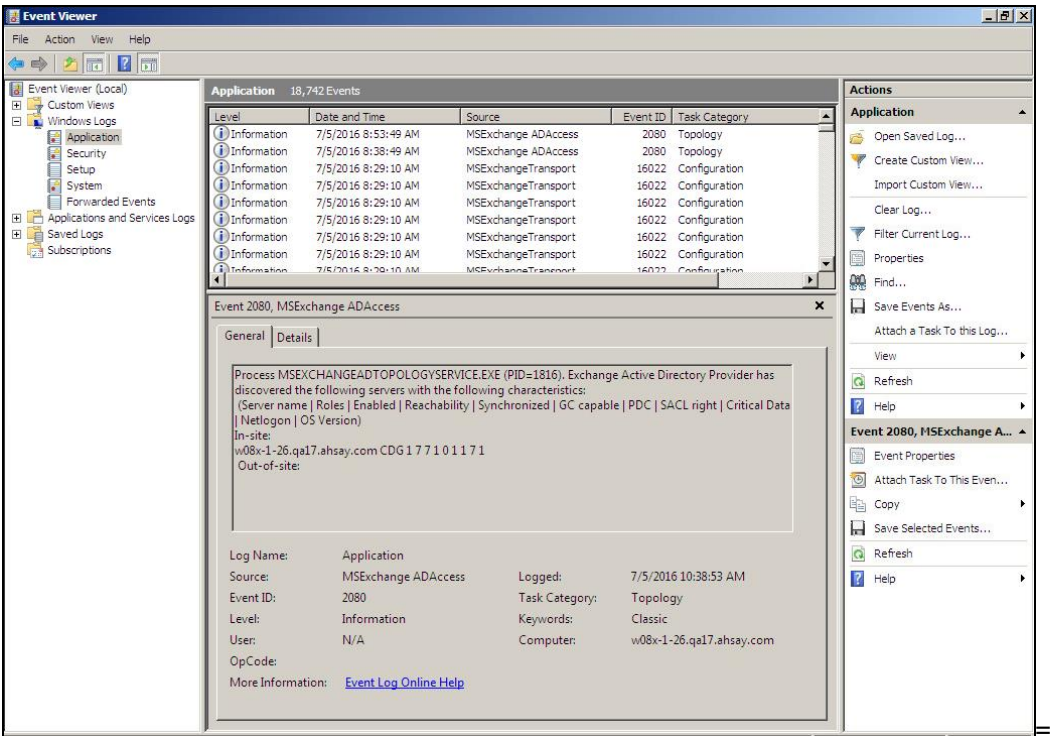 Event Viewer
File Action View Help
Event Viewer (Local)
Custom Views
Windows Logs
Application
Security
Setup
System
Forwarded Events
Applications and Services Logs
Saved Logs
Subscriptions
Application 18,742 Events
Level Date and Time Source Event ID Task Category
Information 7/5/2016 8:53:49 AM MSExchange ADAccess 2080 Topology
Information 7/5/2016 8:38:49 AM MSExchange ADAccess 2080 Topology
Information 7/5/2016 8:29:10 AM MSExchangeTransport 16022 Configuration
Information 7/5/2016 8:29:10 AM MSExchangeTransport 16022 Configuration
Information 7/5/2016 8:29:10 AM MSExchangeTransport 16022 Configuration
Information 7/5/2016 8:29:10 AM MSExchangeTransport 16022 Configuration
Information 7/5/2016 8:29:10 AM MSExchangeTransport 16022 Configuration
Information 7/5/2016 8:29:10 AM MSExchangeTransport 16022 Configuration
Information 7/5/2016 8:29:10 AM MSExchangeTransport 16022 Configuration
Event 2080, MSExchange ADAccess
General Details
Process MSEXCHANGEADTOPOLOGYSERVICE.EXE (PID=1816). Exchange Active Directory Provider has
discovered the following servers with the following characteristics:
(Server name | Roles | Enabled | Reachability | Synchronized | GC capable | PDC | SACL right | Critical Data
| Netlogon | OS Version)
In-site:
w08x-1-26.qa17.ahsay.com CDG 1 7 7 1 0 1 1 7 1
Out-of-site:
Log Name: Application
Source: MSExchange ADAccess Logged: 7/5/2016 10:38:53 AM
Event ID: 2080 Task Category: Topology
Level: Information Keywords: Classic
User: N/A Computer: w08x-1-26.qa17.ahsay.com
OpCode:
More Information: Event Log Online Help
Actions
Application
Open Saved Log...
Create Custom View...
Import Custom View...
Clear Log...
Filter Current Log...
Properties
Find...
Save Events As...
Attach a Task To this Log...
View
Refresh
Help
Event 2080, MSExchange A...
Event Properties
Attach Task To This Even...
Copy
Save Selected Events...
Refresh
Help
=